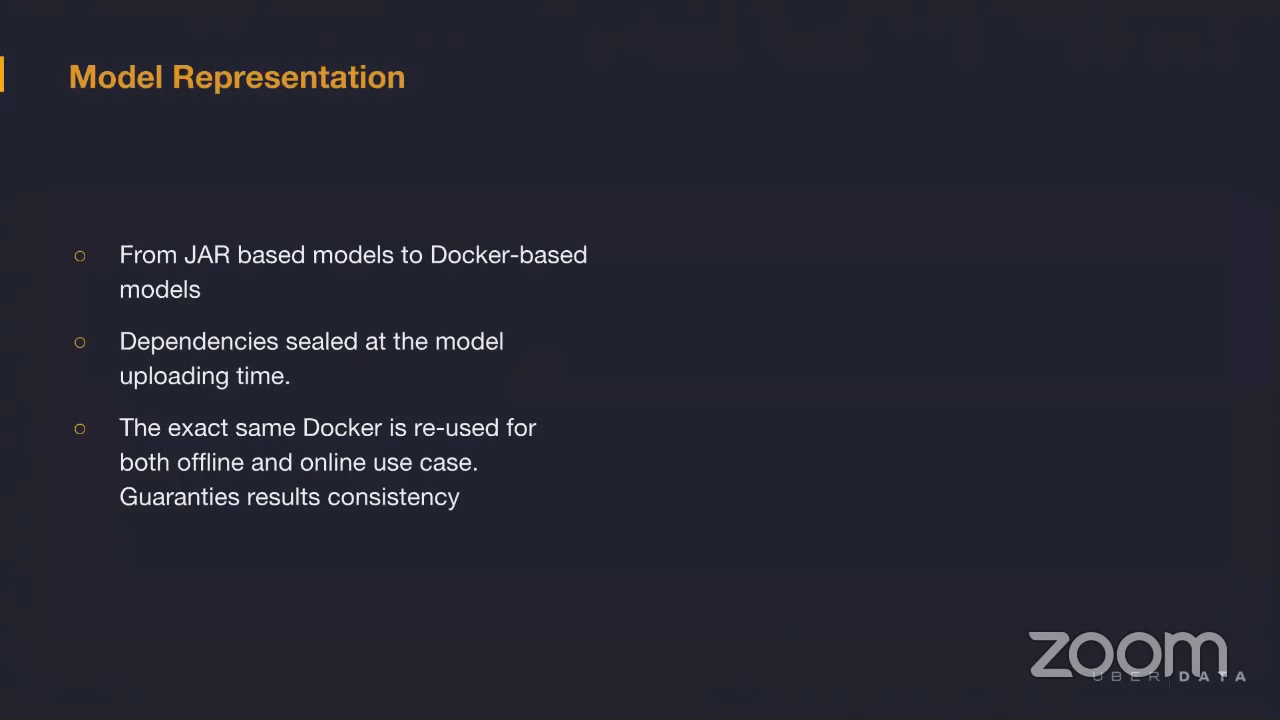 Model Representation
From JAR based models to Docker-based
models
Dependencies sealed at the model
uploading time.
The exact same Docker is re-used for
both offline and online use case.
Guaranties results consistency
zoom
UBER DATA